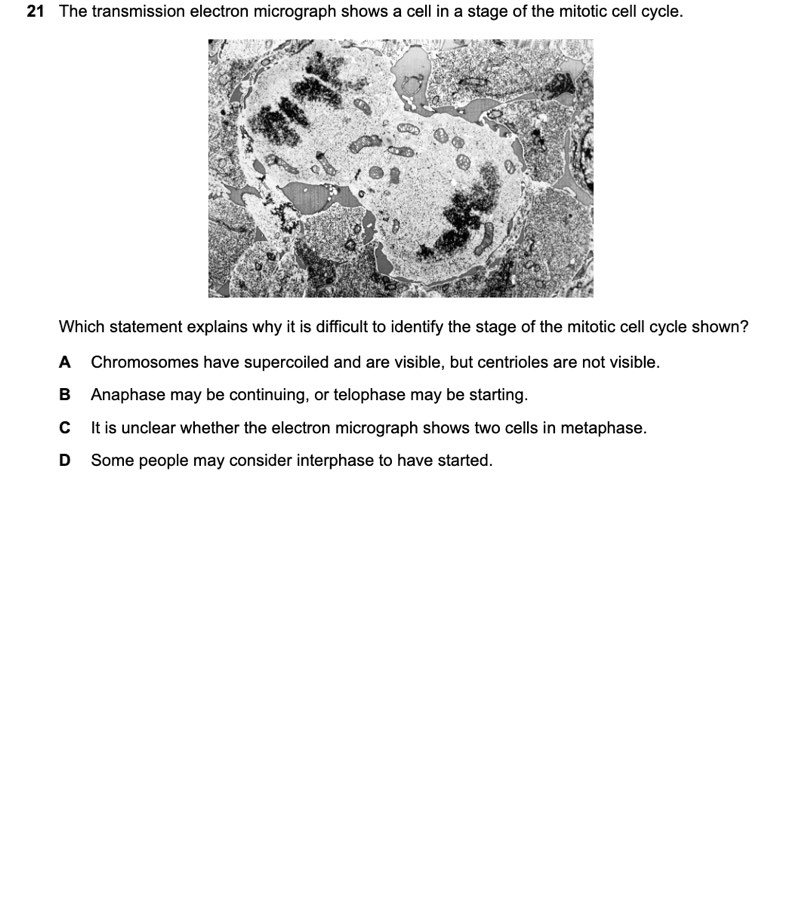 21 The transmission electron micrograph shows a cell in a stage of the mitotic cell cycle.
Which statement explains why it is difficult to identify the stage of the mitotic cell cycle shown?
A Chromosomes have supercoiled and are visible, but centrioles are not visible.
B Anaphase may be continuing, or telophase may be starting.
C It is unclear whether the electron micrograph shows two cells in metaphase.
D Some people may consider interphase to have started.